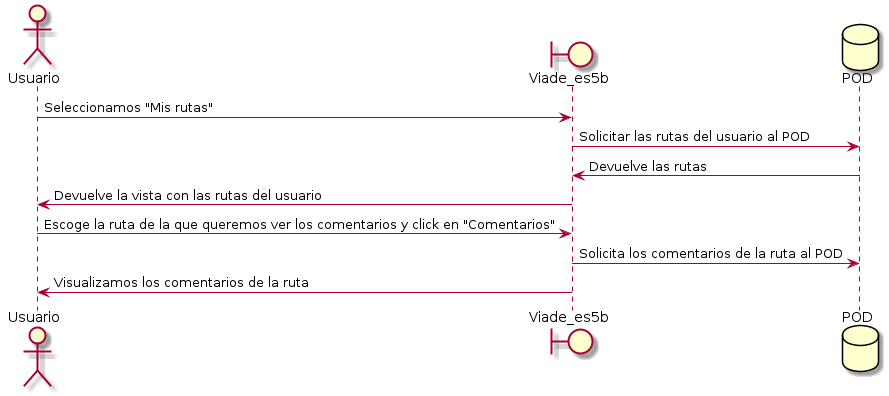 Usuario
Viade_es5b
POD
Seleccionamos "Mis rutas"
Solicitar las rutas del usuario al POD
Devuelve las rutas
Devuelve la vista con las rutas del usuario
Escoge la ruta de la que queremos ver los comentarios y click en "Comentarios"
Solicita los comentarios de la ruta al POD
Visualizamos los comentarios de la ruta
Usuario
Viade_es5b
POD